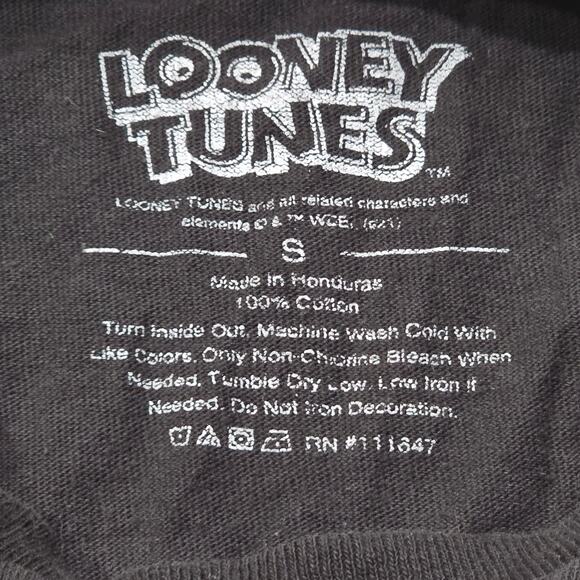 LOONEY
TUNES™
LOONEY TUNES and all related characters and
elements © & ™ WBEI. (s21)
S
Made in Honduras
100% Cotton
Turn Inside Out. Machine Wash Cold With
Like Colors. Only Non-Chlorine Bleach When
Needed. Tumble Dry Low. Low Iron If
Needed. Do Not Iron Decoration.
RN #111647